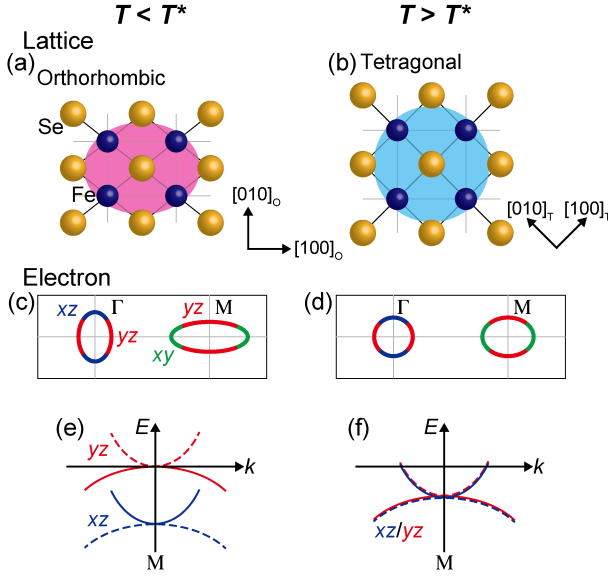 T < T*
T > T*
Lattice
(a)
Orthorhombic
Se
Fe
[010]O
[100]O
(b)
Tetragonal
[010]T
[100]T
Electron
(c)
xz
Γ
yz
yz
M
xy
(d)
Γ
M
(e)
E
yz
k
xz
M
(f)
E
k
xz/yz
M